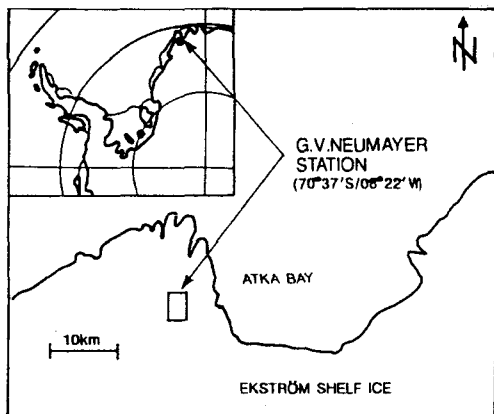 N
G.V.NEUMAYER
STATION
(70°37'S/08°22'W)
ATKA BAY
10km
EKSTRÖM SHELF ICE